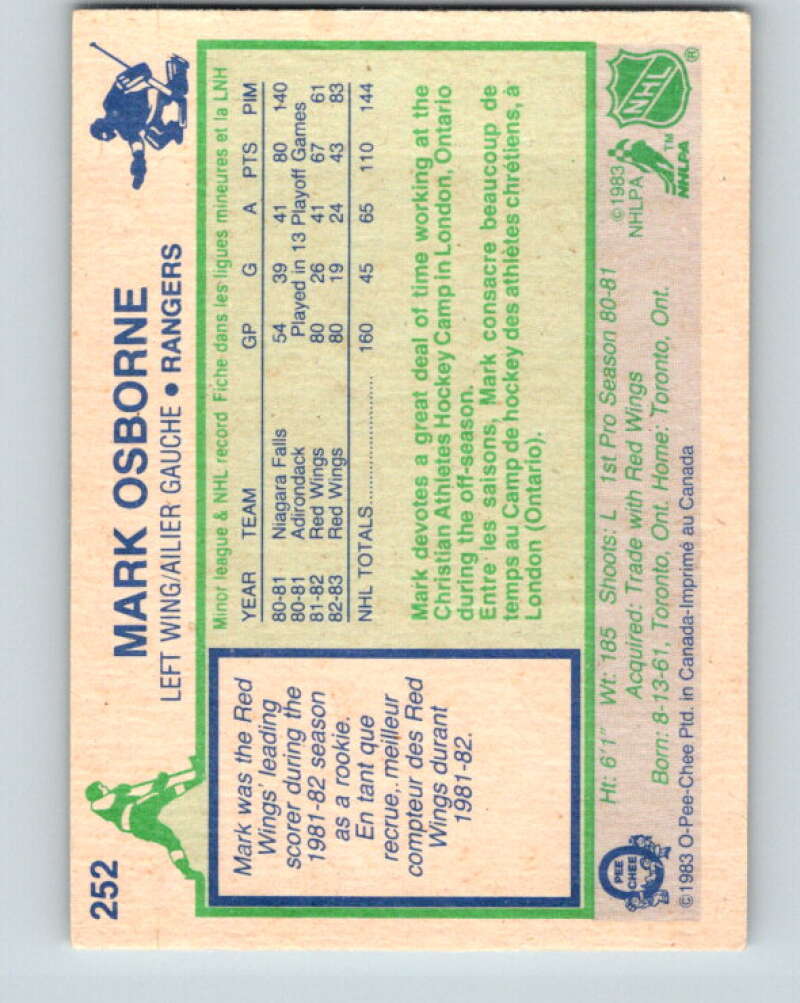 252
MARK OSBORNE
LEFT WING/AILIER GAUCHE • RANGERS
Mark was the Red
Wings' leading
scorer during the
1981-82 season
as a rookie.
En tant que
recrue, meilleur
compteur des Red
Wings durant
1981-82.
Minor league & NHL record Fiche dans les ligues mineures et la LNH
YEAR TEAM GP G A PTS PIM
80-81 Niagara Falls 54 39 41 80 140
80-81 Adirondack Played in 13 Playoff Games
81-82 Red Wings 80 26 41 67 61
82-83 Red Wings 80 19 24 43 83
NHL TOTALS.................... 160 45 65 110 144
Mark devotes a great deal of time working at the
Christian Athletes Hockey Camp in London, Ontario
during the off-season.
Entre les saisons, Mark consacre beaucoup de
temps au Camp de hockey des athlètes chrétiens, à
London (Ontario).
PEE
CHEE
Ht: 6'1" Wt: 185 Shoots: L 1st Pro Season 80-81
Acquired: Trade with Red Wings
Born: 8-13-61, Toronto, Ont. Home: Toronto, Ont.
©1983 O-Pee-Chee Ptd. in Canada-Imprimé au Canada
©1983
NHLPA
NHLPA TM
NHL ®